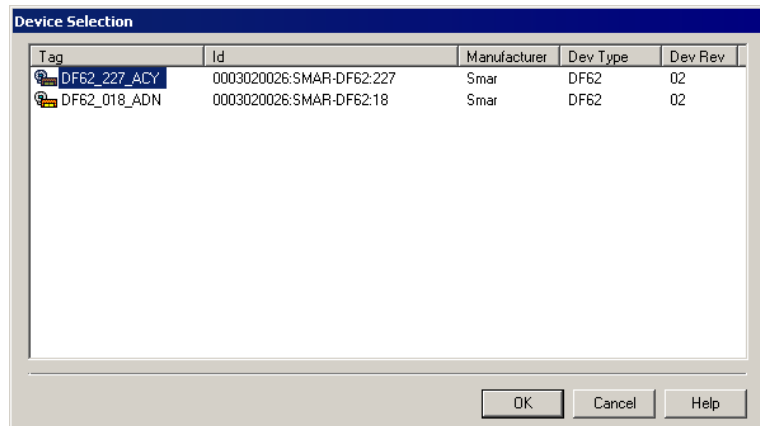 Device Selection
Tag Id Manufacturer Dev Type Dev Rev
DF62_227_ACY 0003020026:SMAR-DF62:227 Smar DF62 02
DF62_018_ADN 0003020026:SMAR-DF62:18 Smar DF62 02
OK Cancel Help